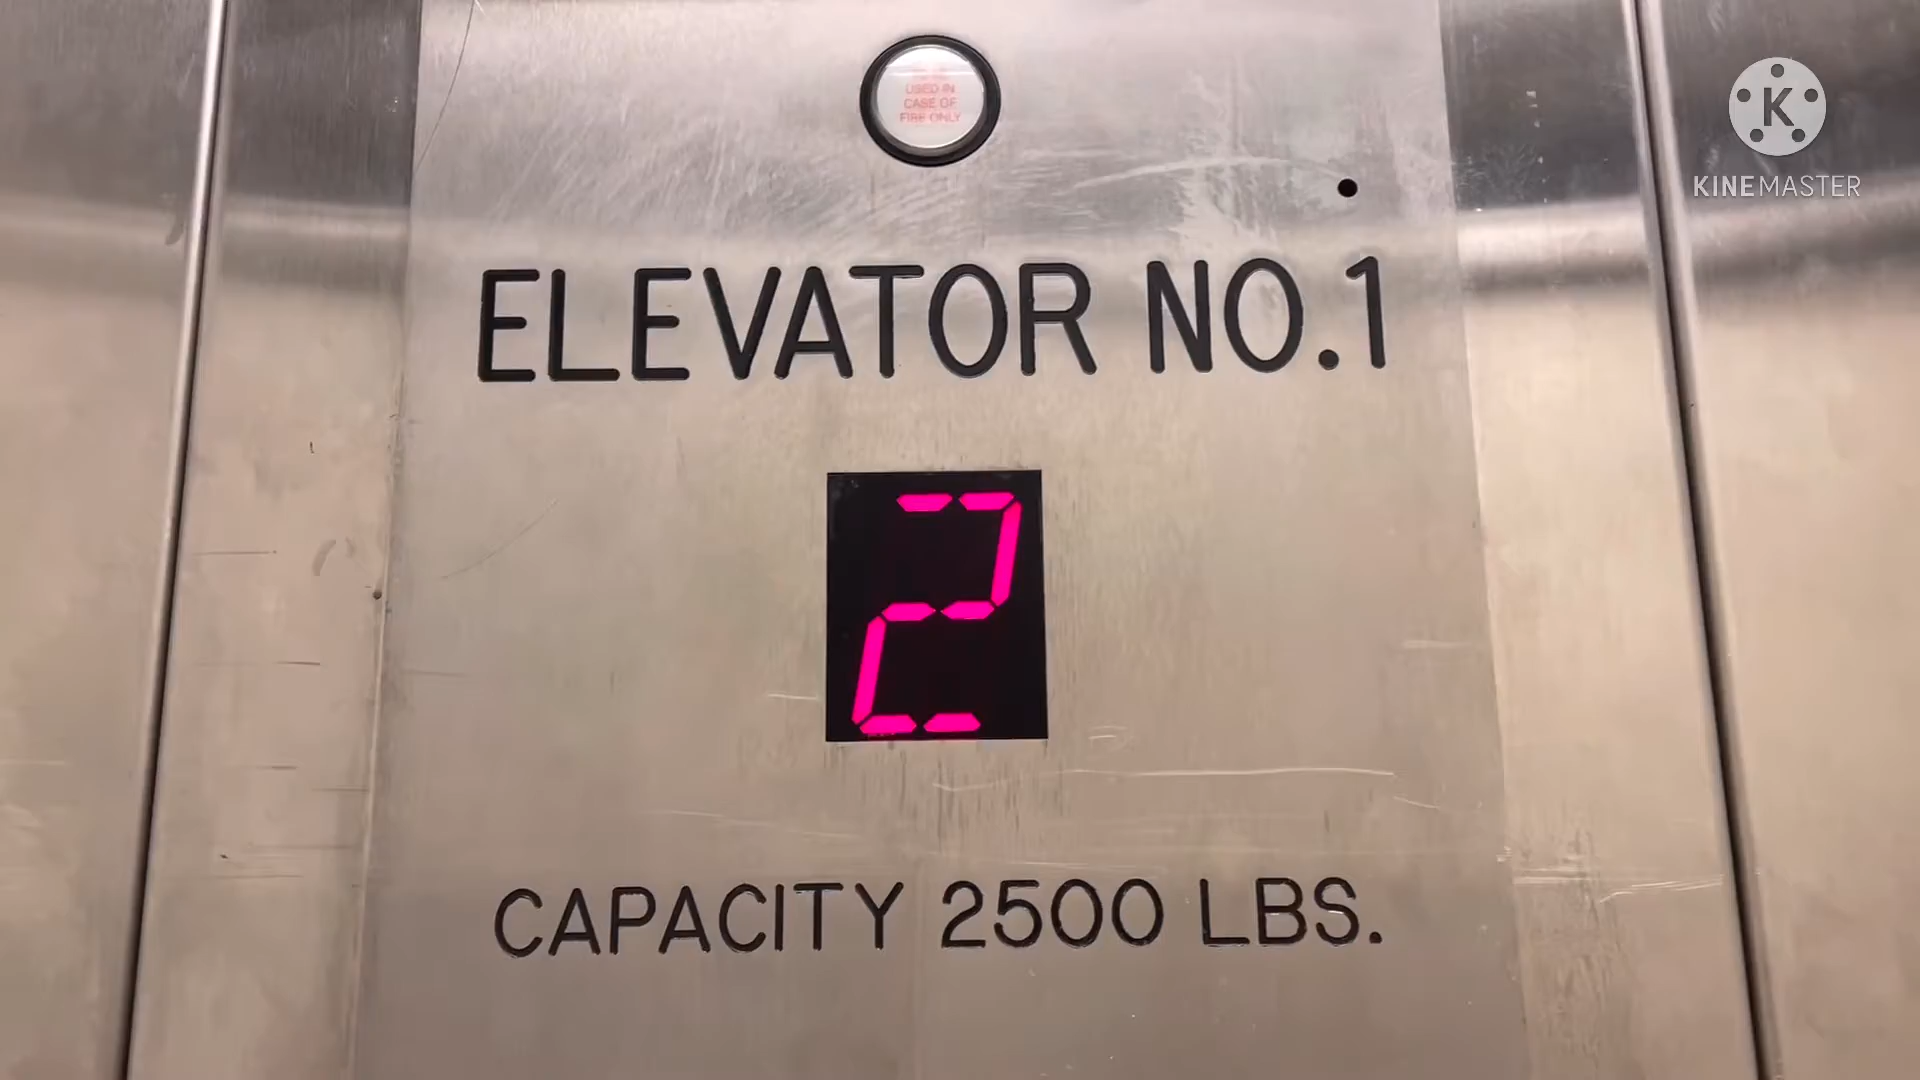 USED IN
CASE OF
FIRE ONLY
K
KINEMASTER
ELEVATOR NO.1
2
CAPACITY 2500 LBS.